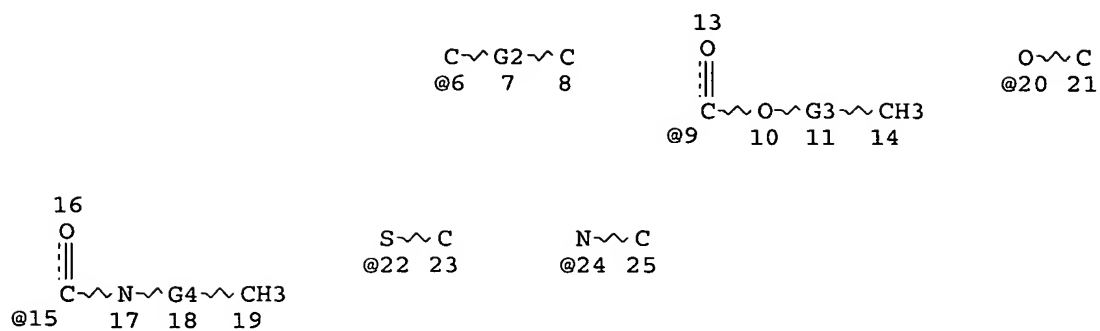 13
O
C G2 C
O C
@6 7 8
@20 21
C O G3 CH3
@9 10 11 14
16
O
S C N C
@22 23 @24 25
C N G4 CH3
@15 17 18 19